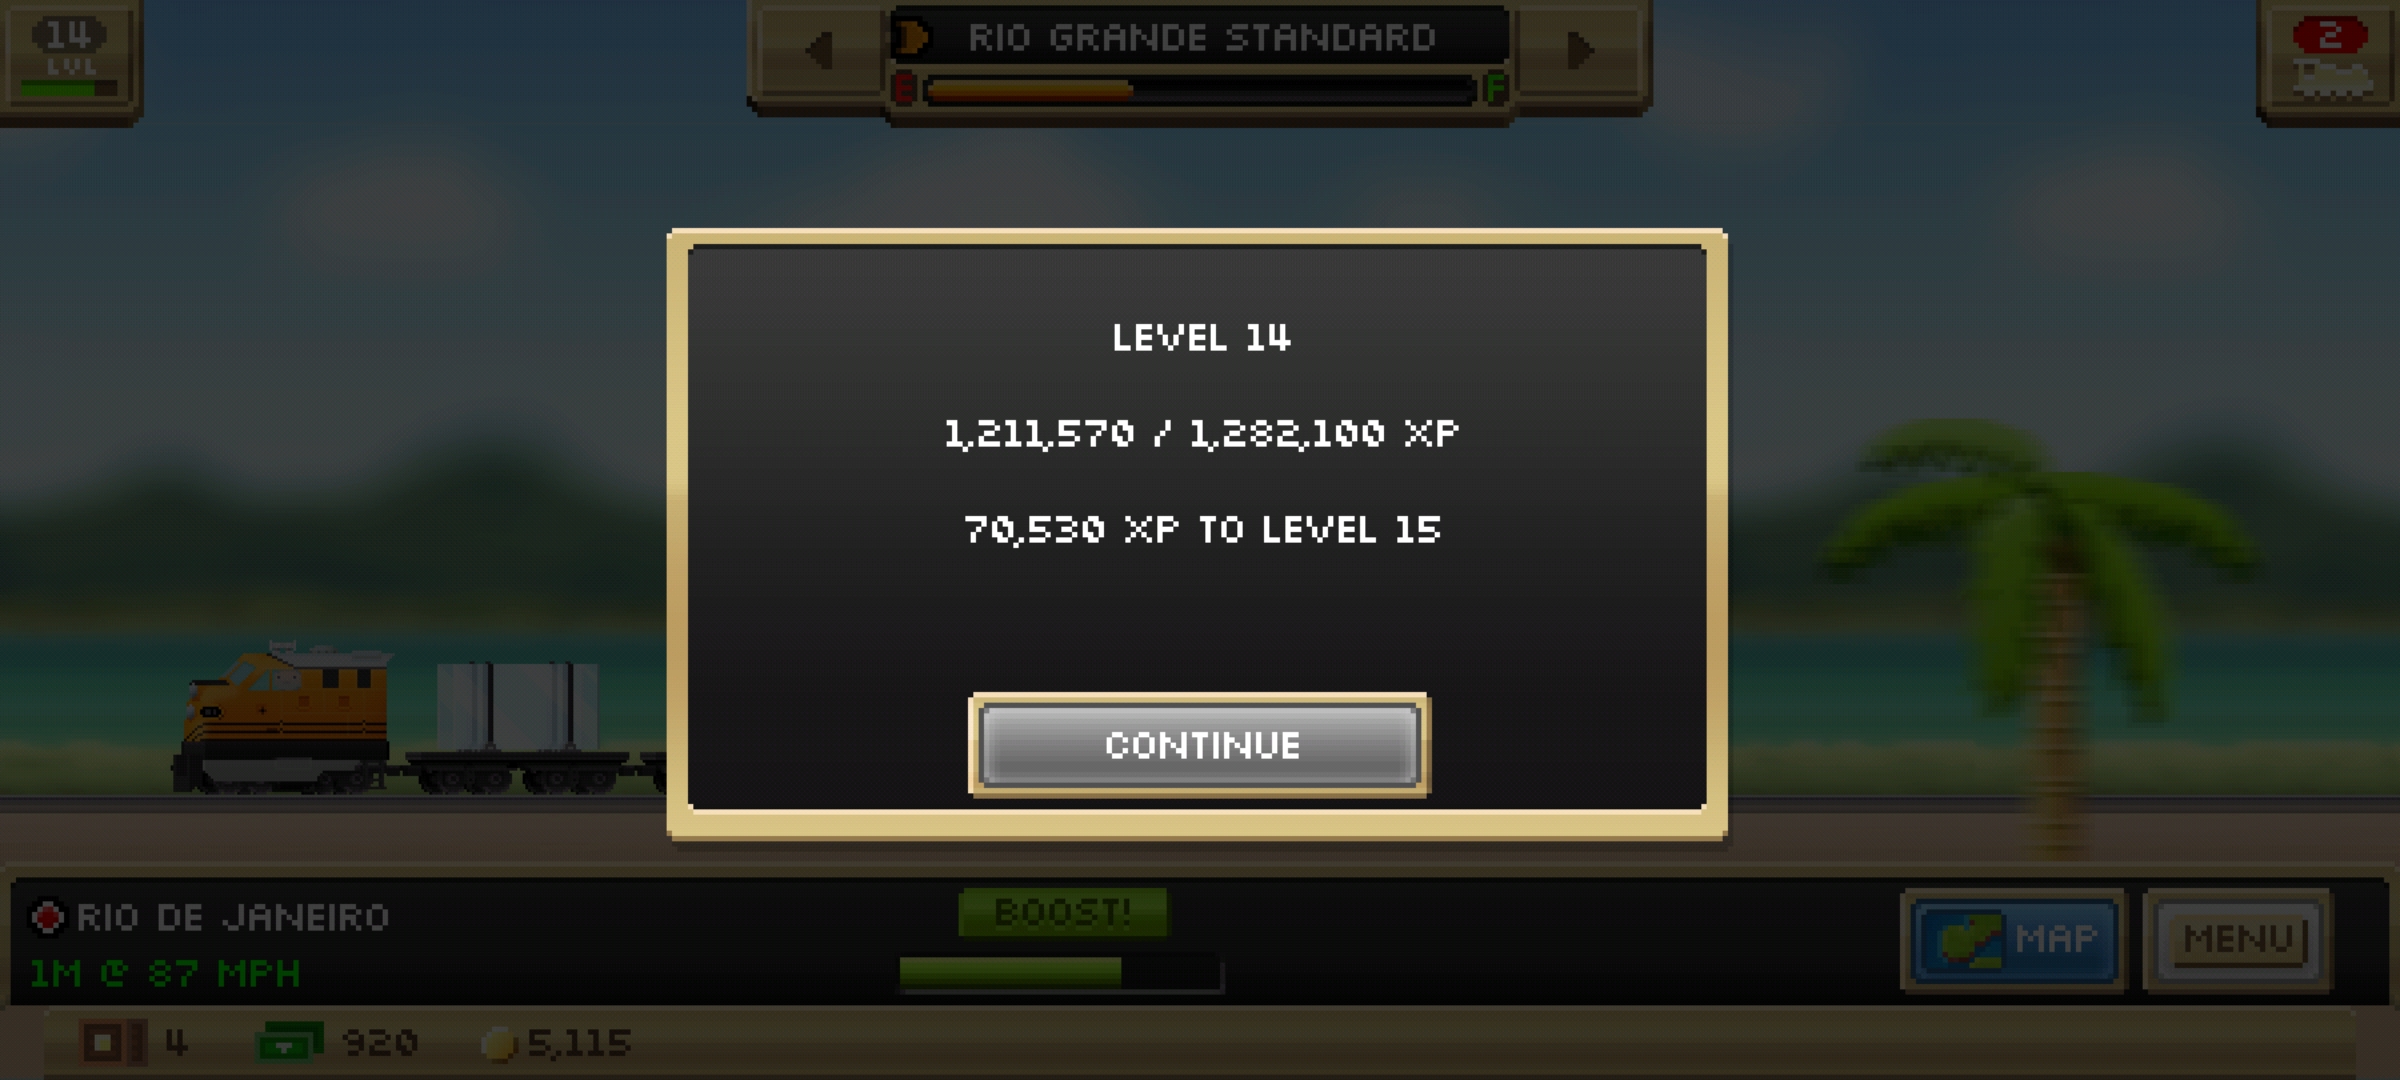 14
LVL
RIO GRANDE STANDARD
E F
2
LEVEL 14
1,211,570 / 1,282,100 XP
70,530 XP TO LEVEL 15
CONTINUE
RIO DE JANEIRO
1M @ 87 MPH
BOOST!
MAP
MENU
4 920 5,115